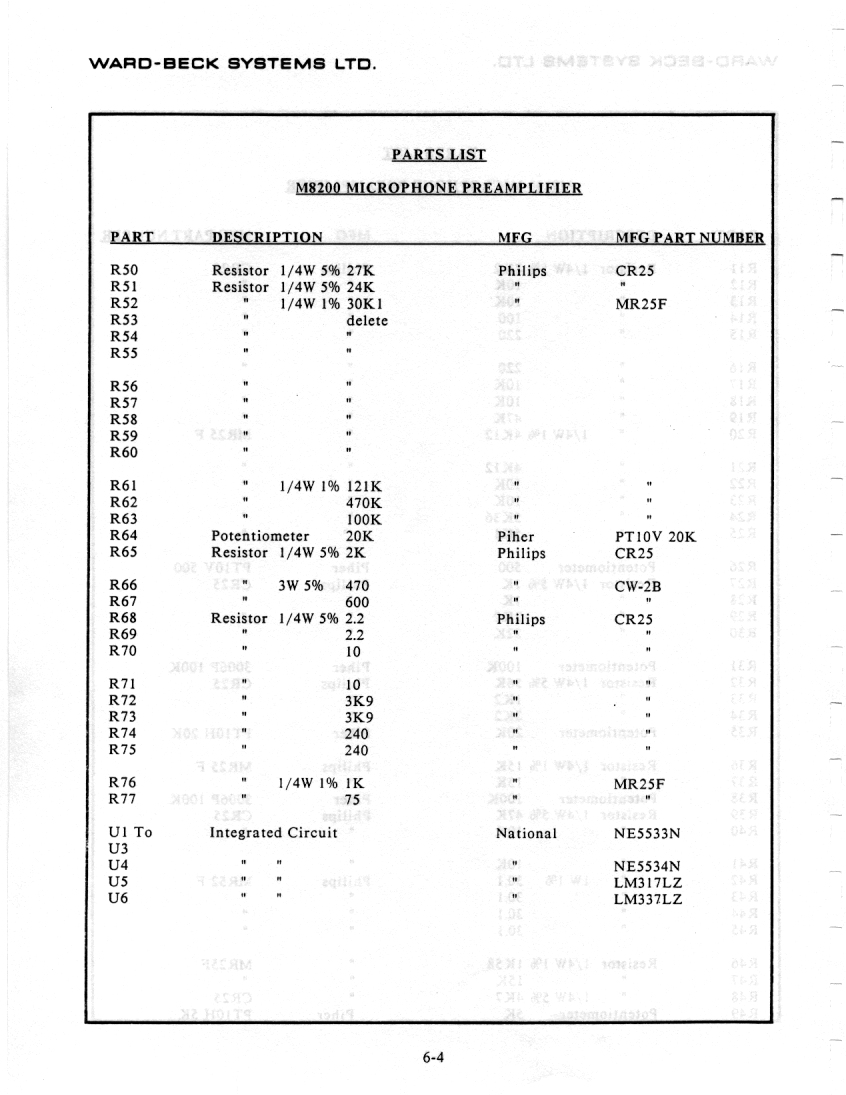 WARD-BECK SYSTEMS LTD.
PARTS LIST
M8200 MICROPHONE PREAMPLIFIER
PART DESCRIPTION MFG MFG PART NUMBER
R50 Resistor 1/4W 5% 27K Philips CR25
R51 Resistor 1/4W 5% 24K " "
R52 " 1/4W 1% 30K1 " MR25F
R53 " delete
R54 " "
R55 " "
R56 " "
R57 " "
R58 " "
R59 " "
R60 " "
R61 " 1/4W 1% 121K " "
R62 " 470K " "
R63 " 100K " "
R64 Potentiometer 20K Piher PT10V 20K
R65 Resistor 1/4W 5% 2K Philips CR25
R66 " 3W 5% 470 " CW-2B
R67 " 600 " "
R68 Resistor 1/4W 5% 2.2 Philips CR25
R69 " 2.2 " "
R70 " 10 " "
R71 " 10 " "
R72 " 3K9 " "
R73 " 3K9 " "
R74 " 240 " "
R75 " 240 " "
R76 " 1/4W 1% 1K " MR25F
R77 " 75 " "
U1 To Integrated Circuit National NE5533N
U3
U4 " " " NE5534N
U5 " " " LM317LZ
U6 " " " LM337LZ
6-4